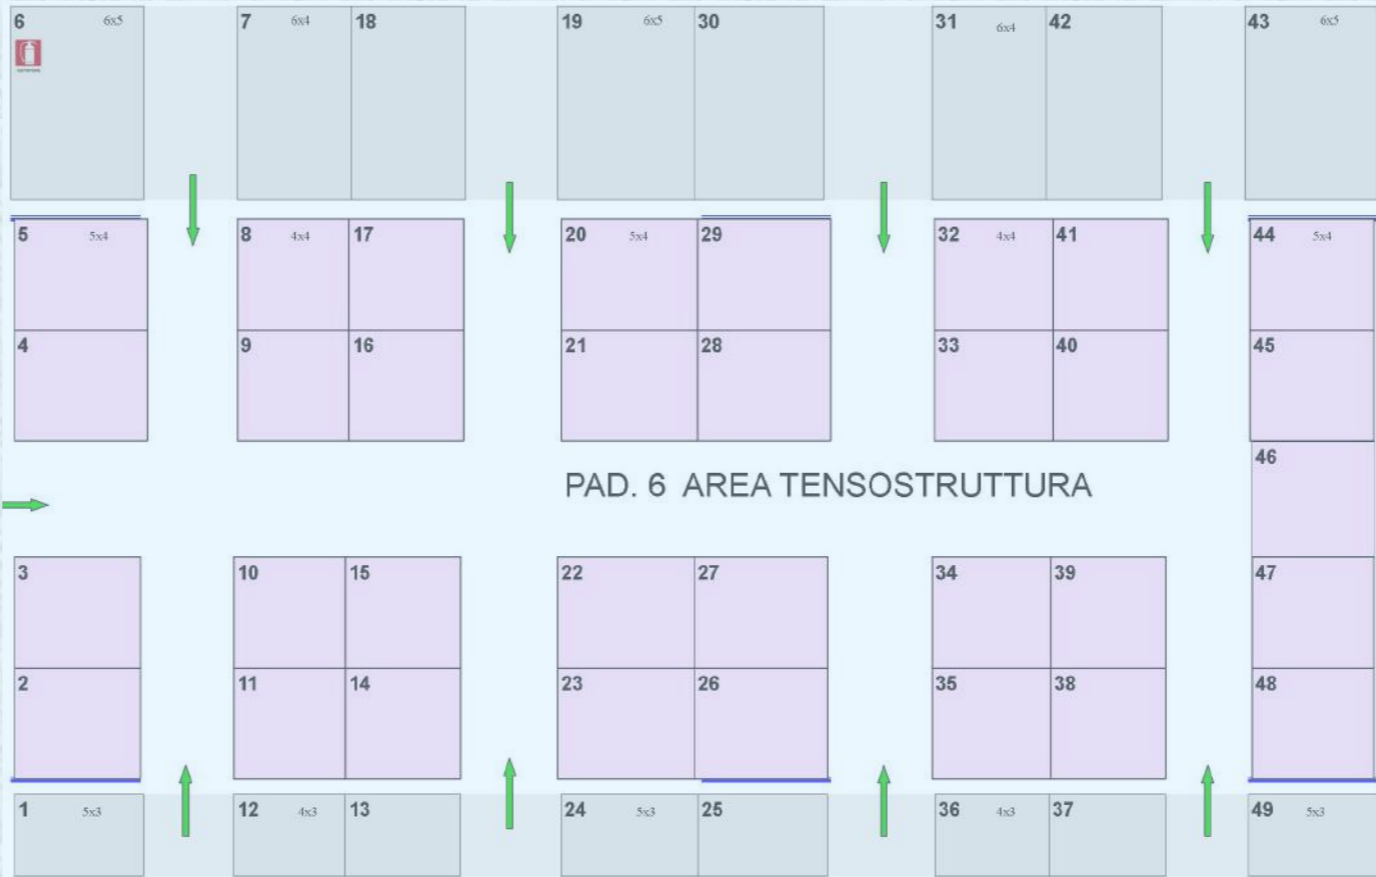 6 6x5 7 6x4 18 19 6x5 30 31 6x4 42 43 6x5
5 5x4 8 4x4 17 20 5x4 29 32 4x4 41 44 5x4
4 9 16 21 28 33 40 45
46
PAD. 6 AREA TENSOSTRUTTURA
3 10 15 22 27 34 39 47
2 11 14 23 26 35 38 48
1 5x3 12 4x3 13 24 5x3 25 36 4x3 37 49 5x3